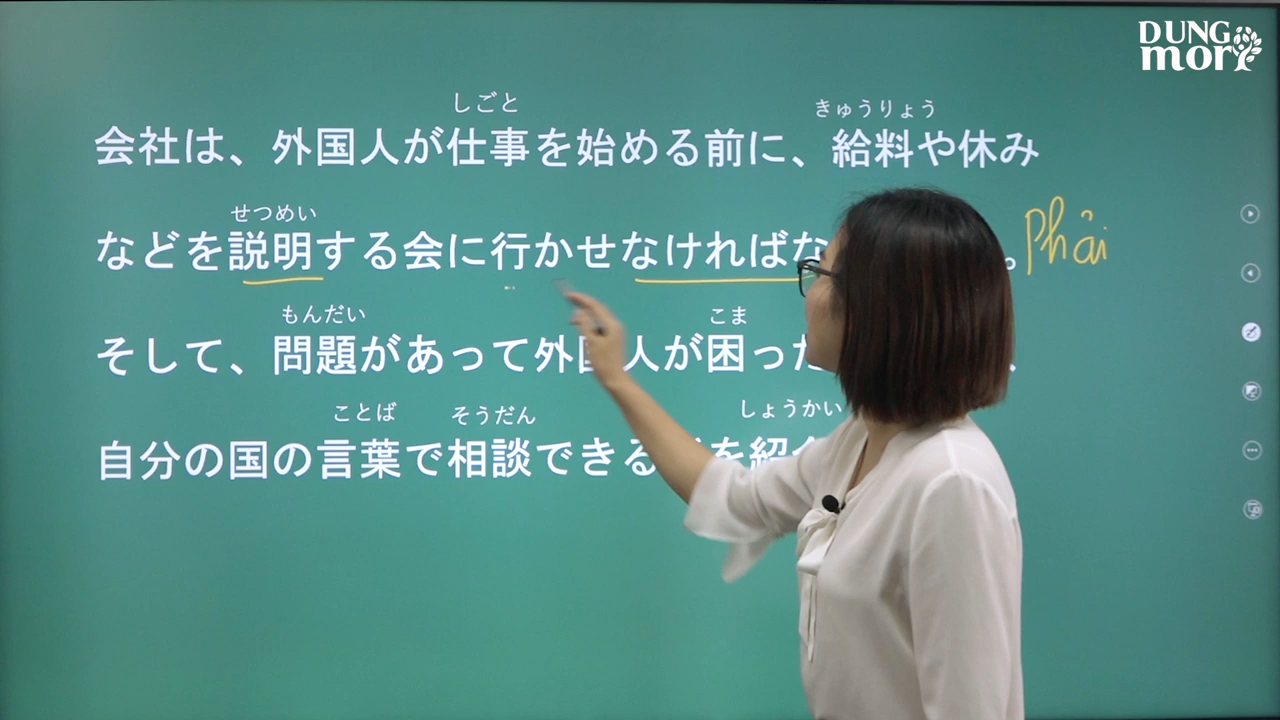 DUNG
mori
しごと きゅうりょう
会社は、外国人が仕事を始める前に、給料や休み
せつめい
などを説明する会に行かせなければな 。 phải
もんだい こま
そして、問題があって外国人が困った 、
ことば そうだん しょうかい
自分の国の言葉で相談できる を紹介